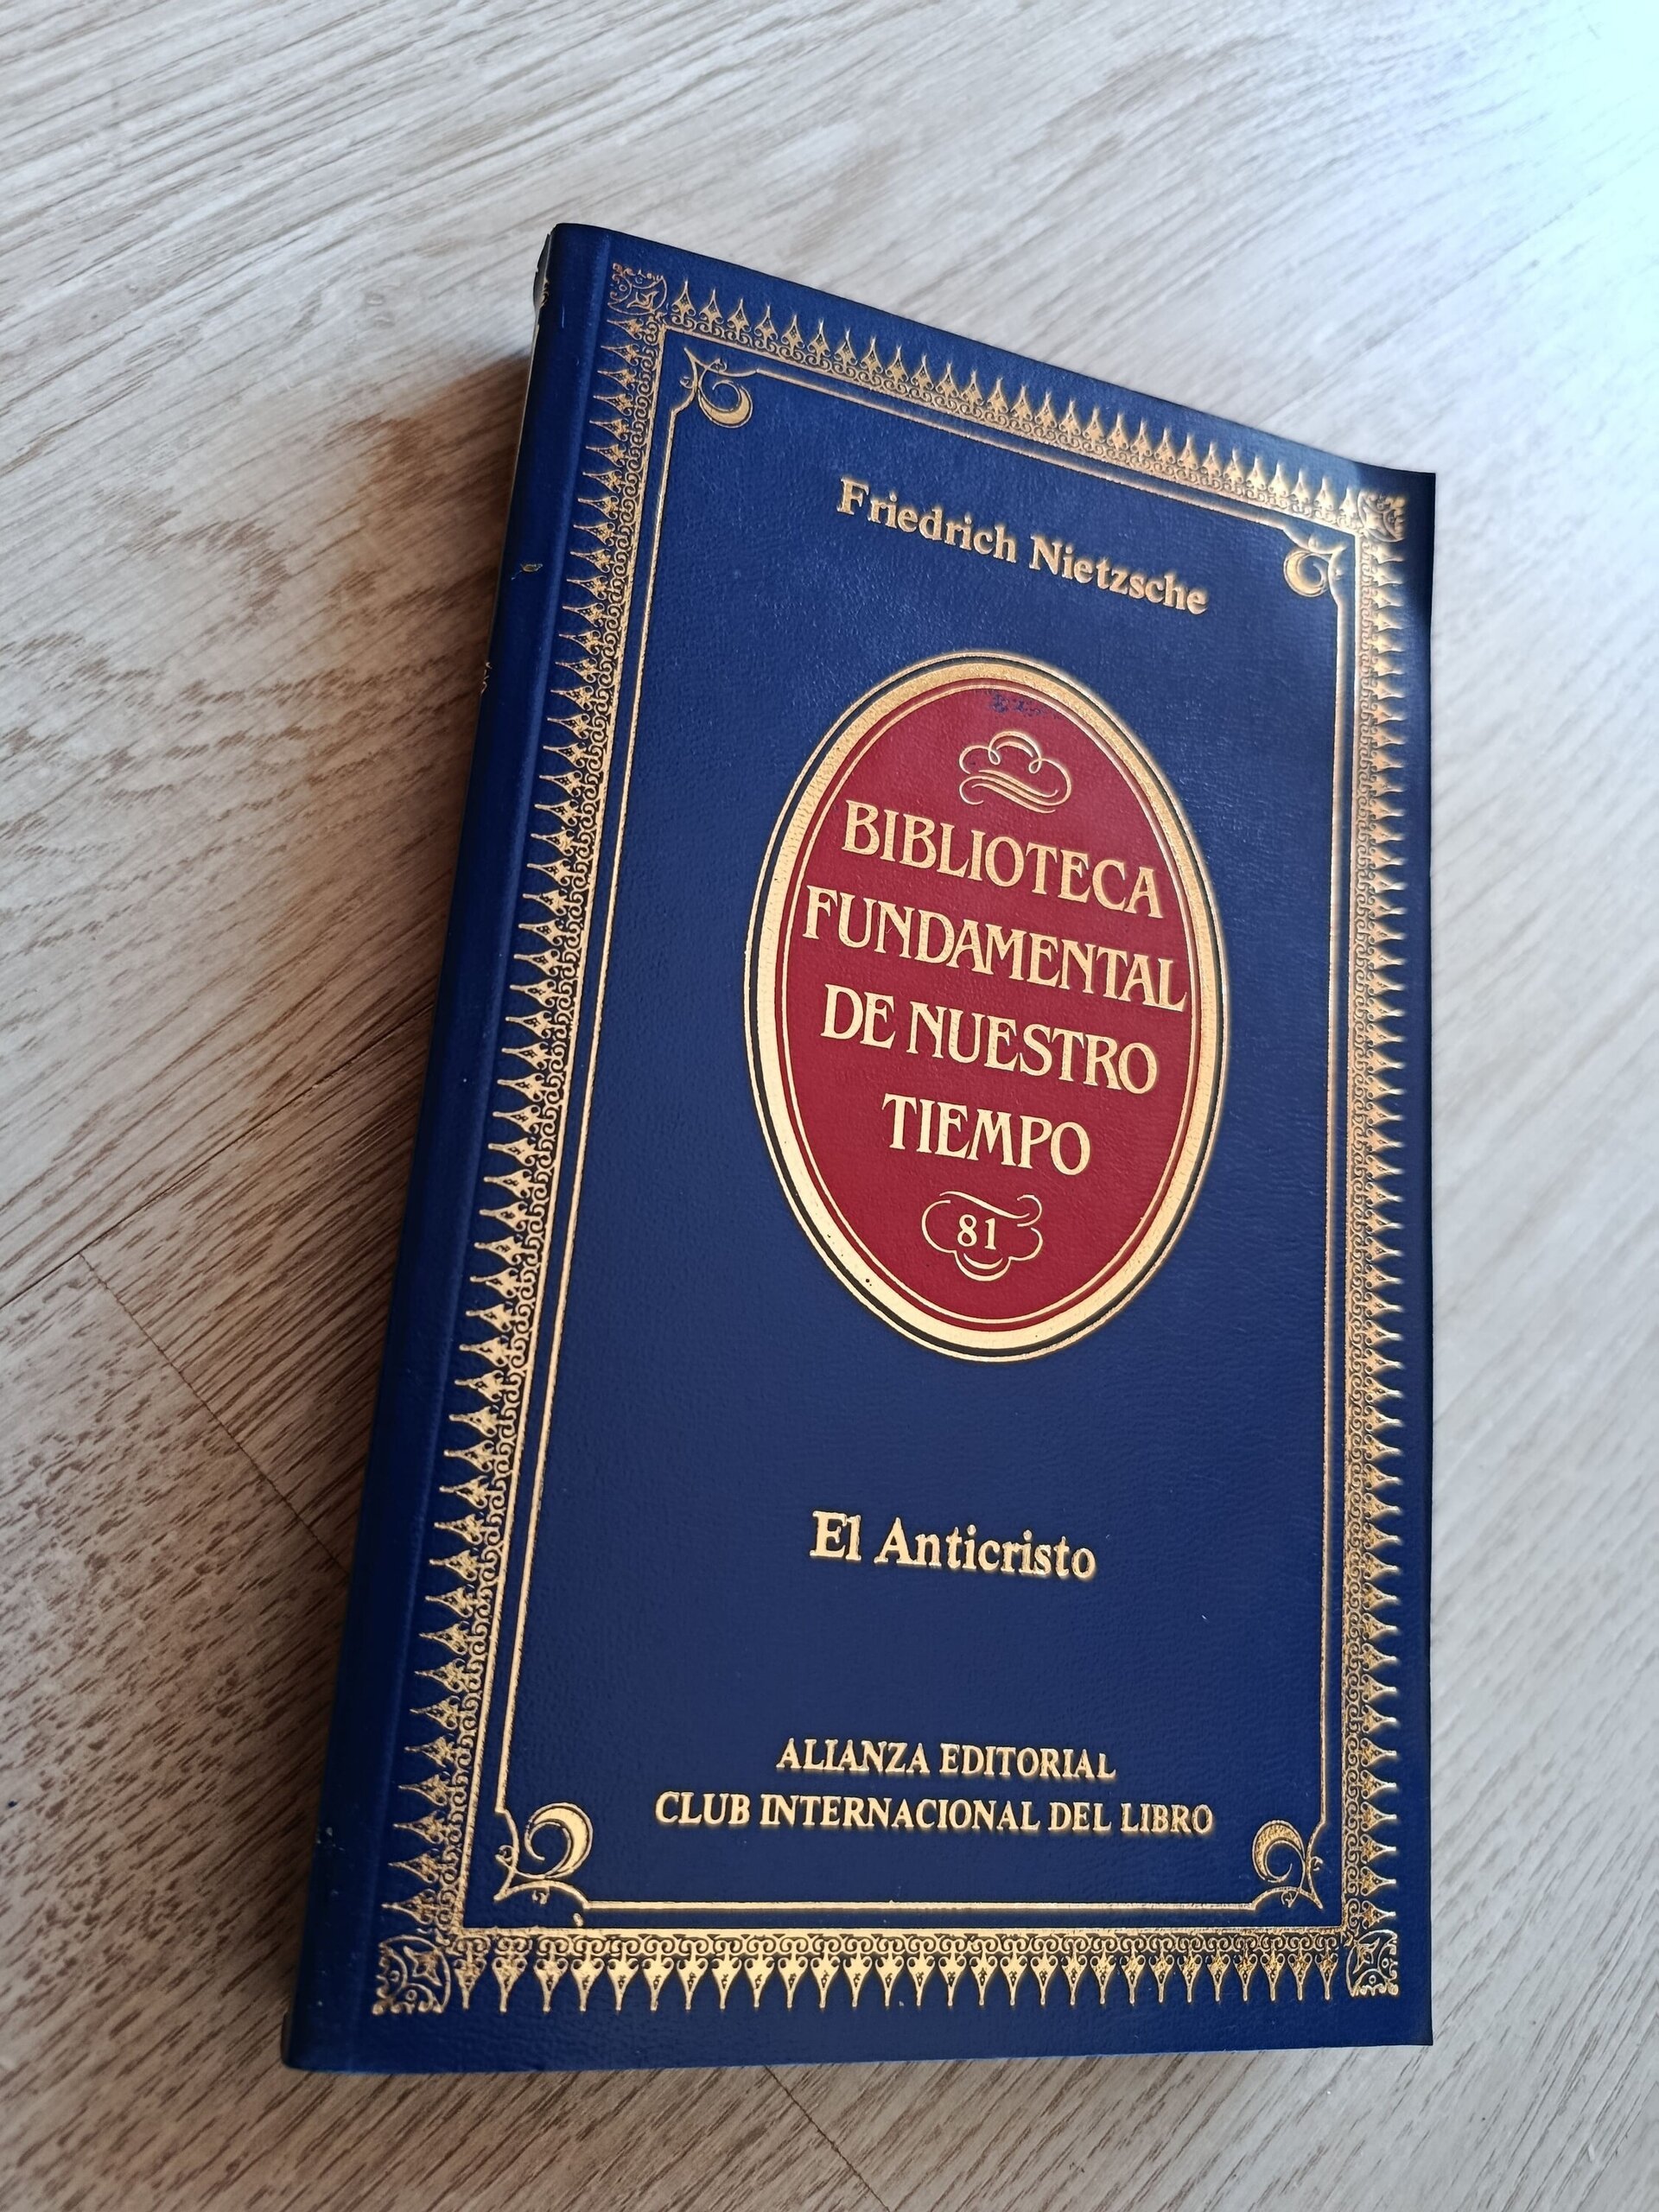 Friedrich Nietzsche
BIBLIOTECA
FUNDAMENTAL
DE NUESTRO
TIEMPO
81
El Anticristo
ALIANZA EDITORIAL
CLUB INTERNACIONAL DEL LIBRO